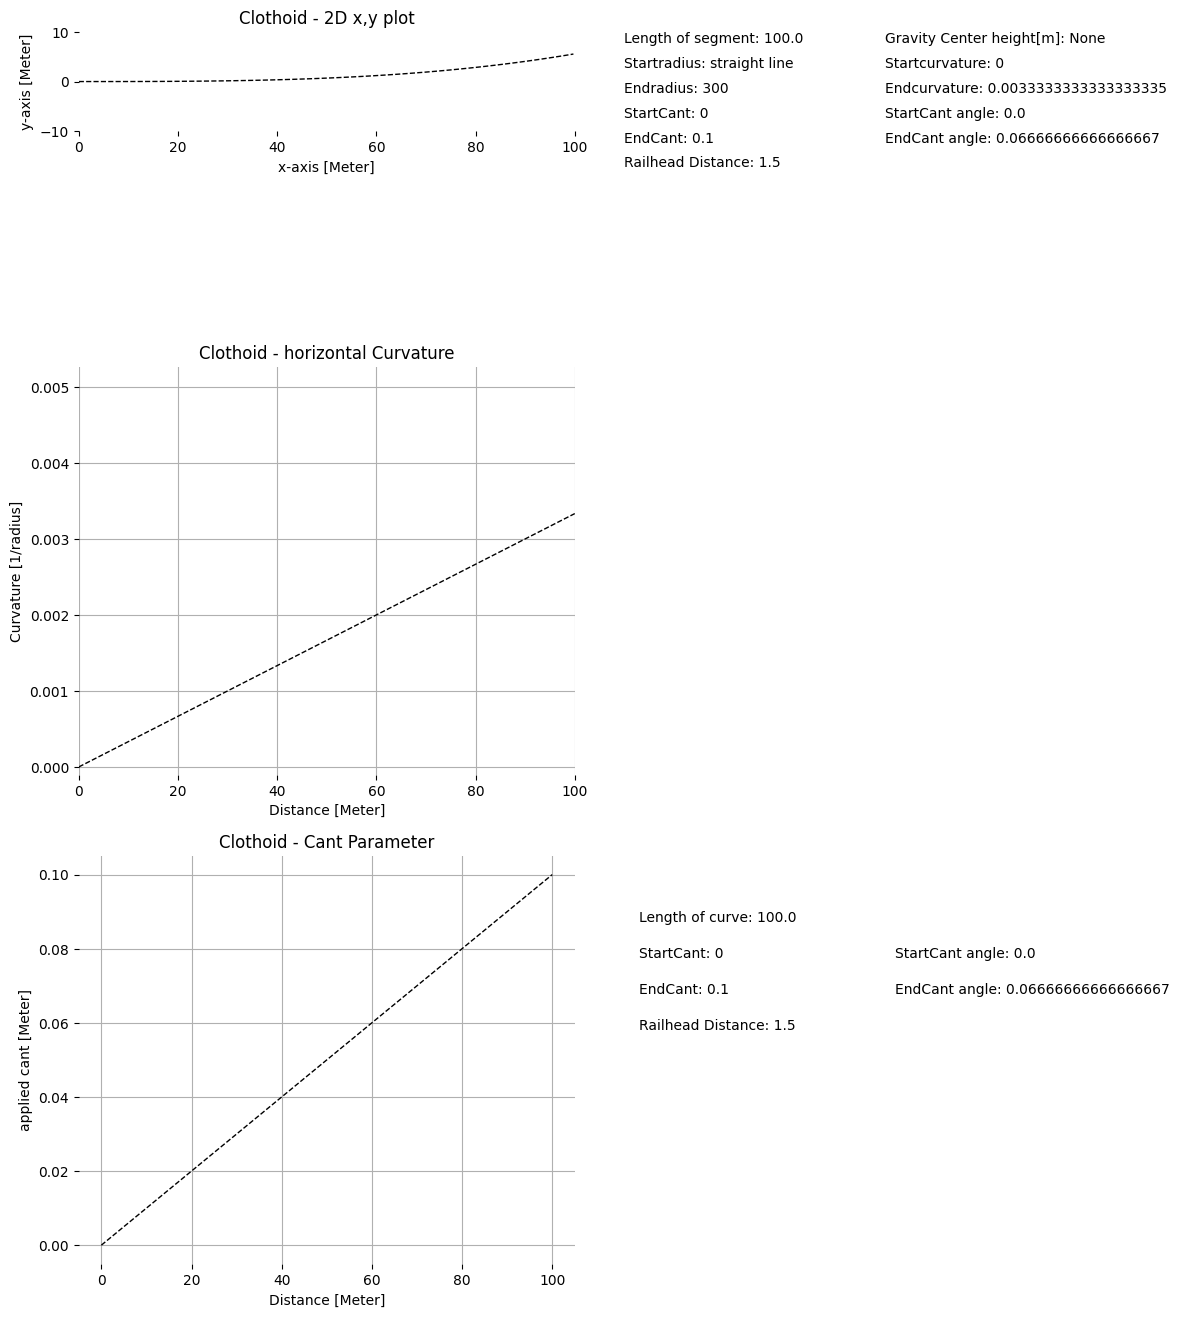 Clothoid - 2D x,y plot
y-axis [Meter]
10
0
−10
0 20 40 60 80 100
x-axis [Meter]
Length of segment: 100.0 Gravity Center height[m]: None
Startradius: straight line Startcurvature: 0
Endradius: 300 Endcurvature: 0.0033333333333333335
StartCant: 0 StartCant angle: 0.0
EndCant: 0.1 EndCant angle: 0.06666666666666667
Railhead Distance: 1.5
Clothoid - horizontal Curvature
Curvature [1/radius]
0.005
0.004
0.003
0.002
0.001
0.000
0 20 40 60 80 100
Distance [Meter]
Clothoid - Cant Parameter
applied cant [Meter]
0.10
0.08
0.06
0.04
0.02
0.00
0 20 40 60 80 100
Distance [Meter]
Length of curve: 100.0
StartCant: 0 StartCant angle: 0.0
EndCant: 0.1 EndCant angle: 0.06666666666666667
Railhead Distance: 1.5